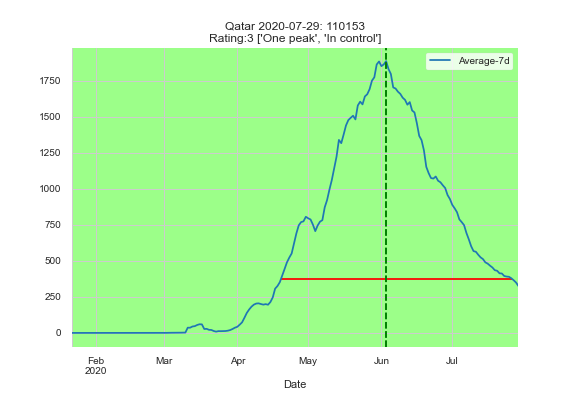 Qatar 2020-07-29: 110153
Rating:3 ['One peak', 'In control']
Average-7d
1750
1500
1250
1000
750
500
250
0
Feb
2020
Mar
Apr
May
Jun
Jul
Date